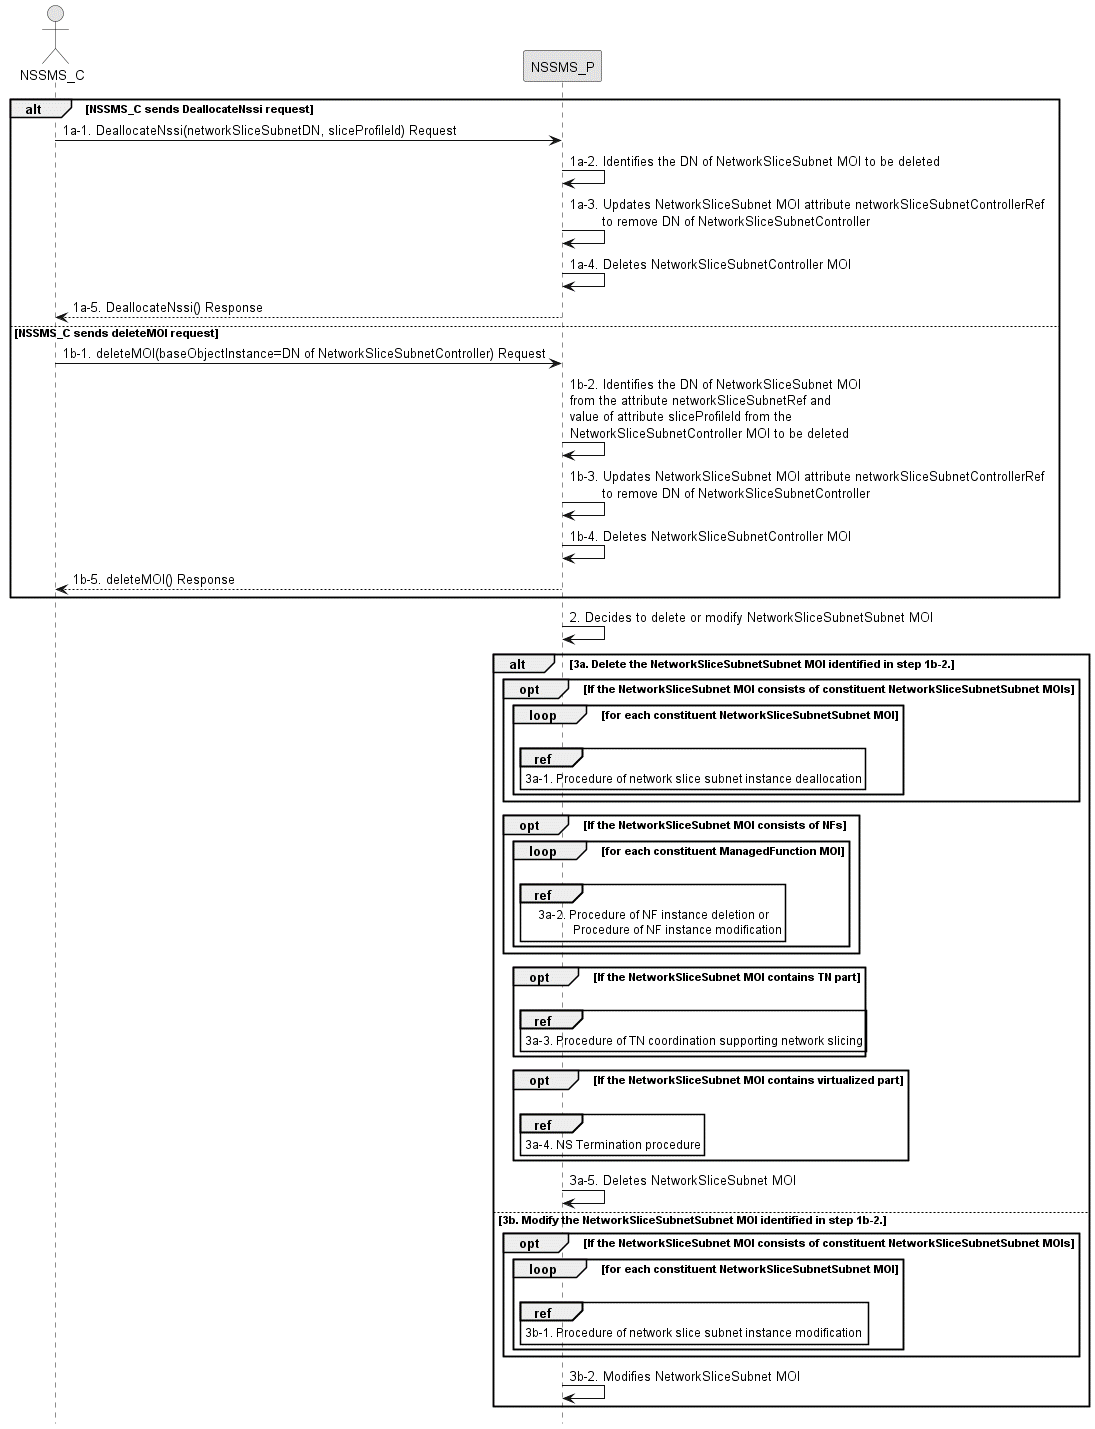 NSSMS_C
NSSMS_P
alt [NSSMS_C sends DeallocateNssi request]
1a-1. DeallocateNssi(networkSliceSubnetDN, sliceProfileId) Request
1a-2. Identifies the DN of NetworkSliceSubnet MOI to be deleted
1a-3. Updates NetworkSliceSubnet MOI attribute networkSliceSubnetControllerRef
to remove DN of NetworkSliceSubnetController
1a-4. Deletes NetworkSliceSubnetController MOI
1a-5. DeallocateNssi() Response
[NSSMS_C sends deleteMOI request]
1b-1. deleteMOI(baseObjectInstance=DN of NetworkSliceSubnetController) Request
1b-2. Identifies the DN of NetworkSliceSubnet MOI
from the attribute networkSliceSubnetRef and
value of attribute sliceProfileId from the
NetworkSliceSubnetController MOI to be deleted
1b-3. Updates NetworkSliceSubnet MOI attribute networkSliceSubnetControllerRef
to remove DN of NetworkSliceSubnetController
1b-4. Deletes NetworkSliceSubnetController MOI
1b-5. deleteMOI() Response
2. Decides to delete or modify NetworkSliceSubnetSubnet MOI
alt [3a. Delete the NetworkSliceSubnetSubnet MOI identified in step 1b-2.]
opt [If the NetworkSliceSubnet MOI consists of constituent NetworkSliceSubnetSubnet MOIs]
loop [for each constituent NetworkSliceSubnetSubnet MOI]
ref
3a-1. Procedure of network slice subnet instance deallocation
opt [If the NetworkSliceSubnet MOI consists of NFs]
loop [for each constituent ManagedFunction MOI]
ref
3a-2. Procedure of NF instance deletion or
Procedure of NF instance modification
opt [If the NetworkSliceSubnet MOI contains TN part]
ref
3a-3. Procedure of TN coordination supporting network slicing
opt [If the NetworkSliceSubnet MOI contains virtualized part]
ref
3a-4. NS Termination procedure
3a-5. Deletes NetworkSliceSubnet MOI
[3b. Modify the NetworkSliceSubnetSubnet MOI identified in step 1b-2.]
opt [If the NetworkSliceSubnet MOI consists of constituent NetworkSliceSubnetSubnet MOIs]
loop [for each constituent NetworkSliceSubnetSubnet MOI]
ref
3b-1. Procedure of network slice subnet instance modification
3b-2. Modifies NetworkSliceSubnet MOI